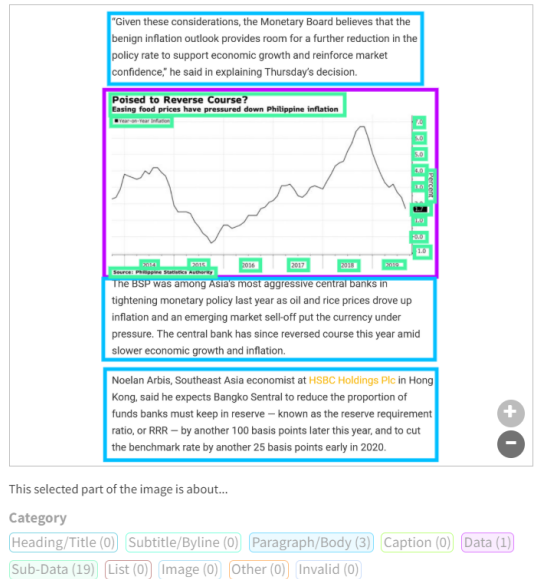 “Given these considerations, the Monetary Board believes that the
benign inflation outlook provides room for a further reduction in the
policy rate to support economic growth and reinforce market
confidence,” he said in explaining Thursday’s decision.
Poised to Reverse Course?
Easing food prices have pressured down Philippine inflation
Year-on-Year Inflation
6.0
5.0
4.0
3.0
1.7
1.0
0.0
-1.0
Percent
2014
2015
2016
2017
2018
2019
Source: Philippine Statistics Authority
The BSP was among Asia’s most aggressive central banks in
tightening monetary policy last year as oil and rice prices drove up
inflation and an emerging market sell-off put the currency under
pressure. The central bank has since reversed course this year amid
slower economic growth and inflation.
Noelan Arbis, Southeast Asia economist at HSBC Holdings Plc in Hong
Kong, said he expects Bangko Sentral to reduce the proportion of
funds banks must keep in reserve — known as the reserve requirement
ratio, or RRR — by another 100 basis points later this year, and to cut
the benchmark rate by another 25 basis points early in 2020.
This selected part of the image is about...
Category
Heading/Title (0) Subtitle/Byline (0) Paragraph/Body (3) Caption (0) Data (1)
Sub-Data (19) List (0) Image (0) Other (0) Invalid (0)